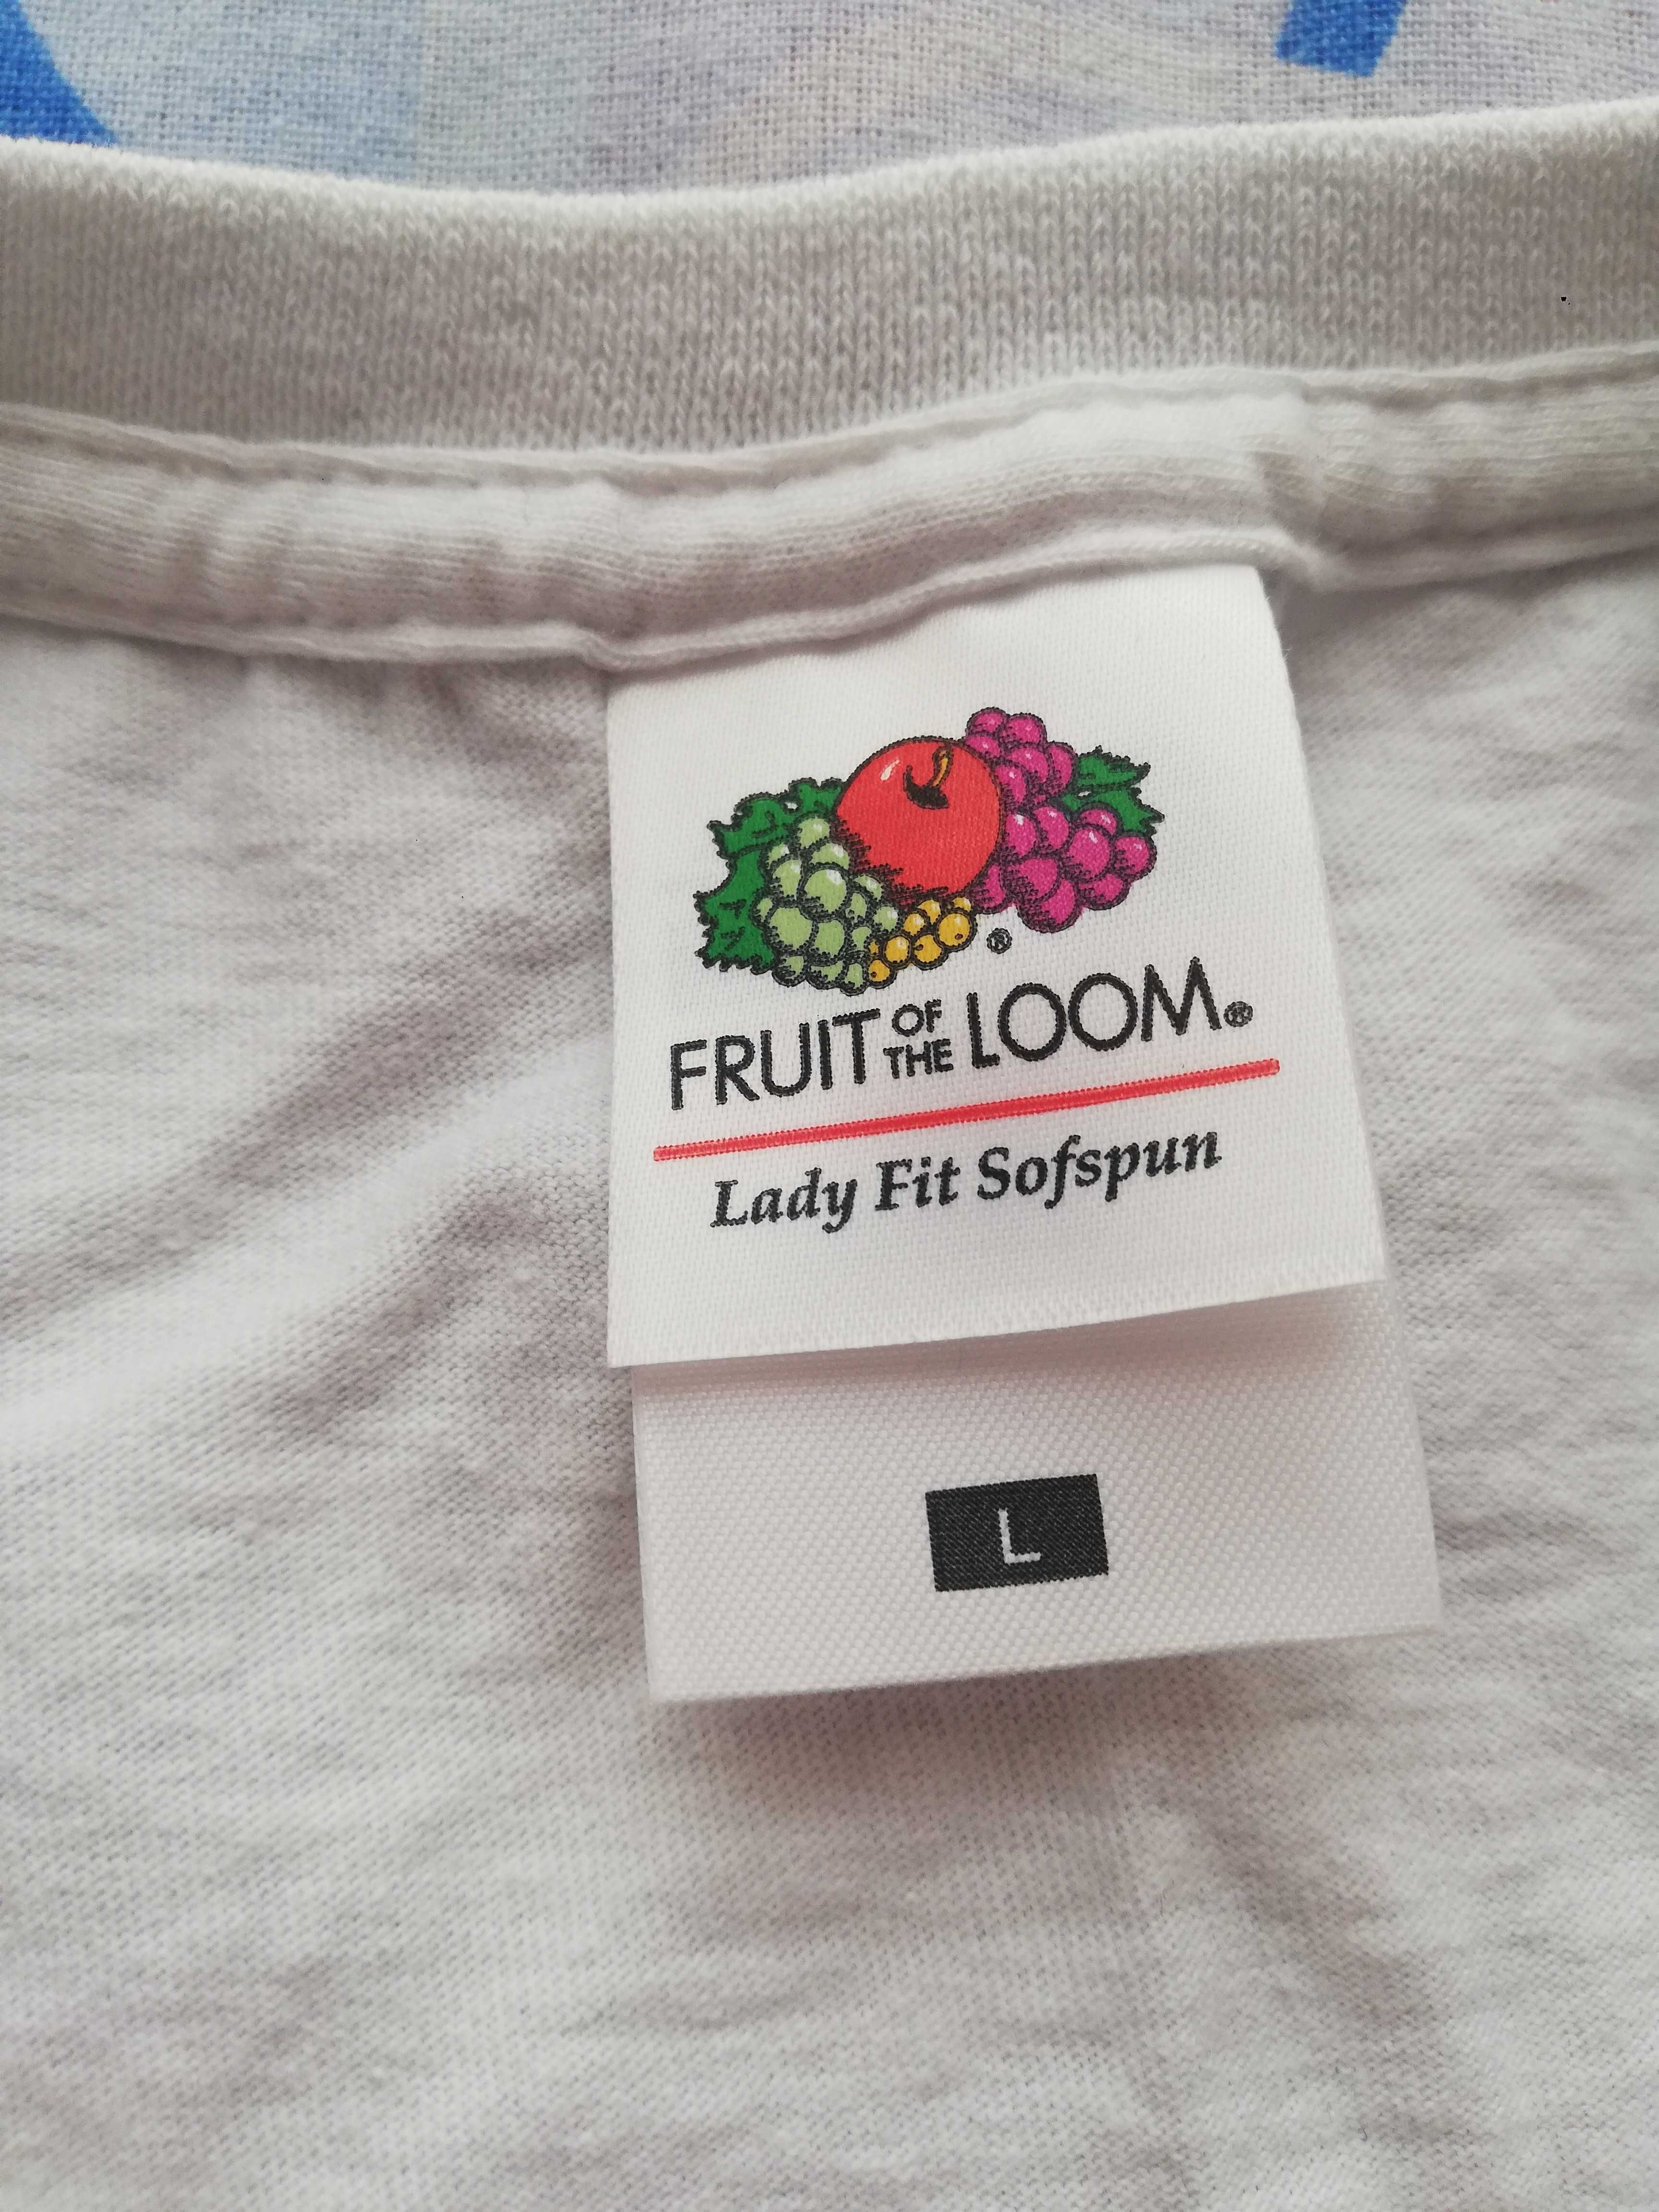 ®
FRUIT OF THE LOOM®
Lady Fit Sofspun
L